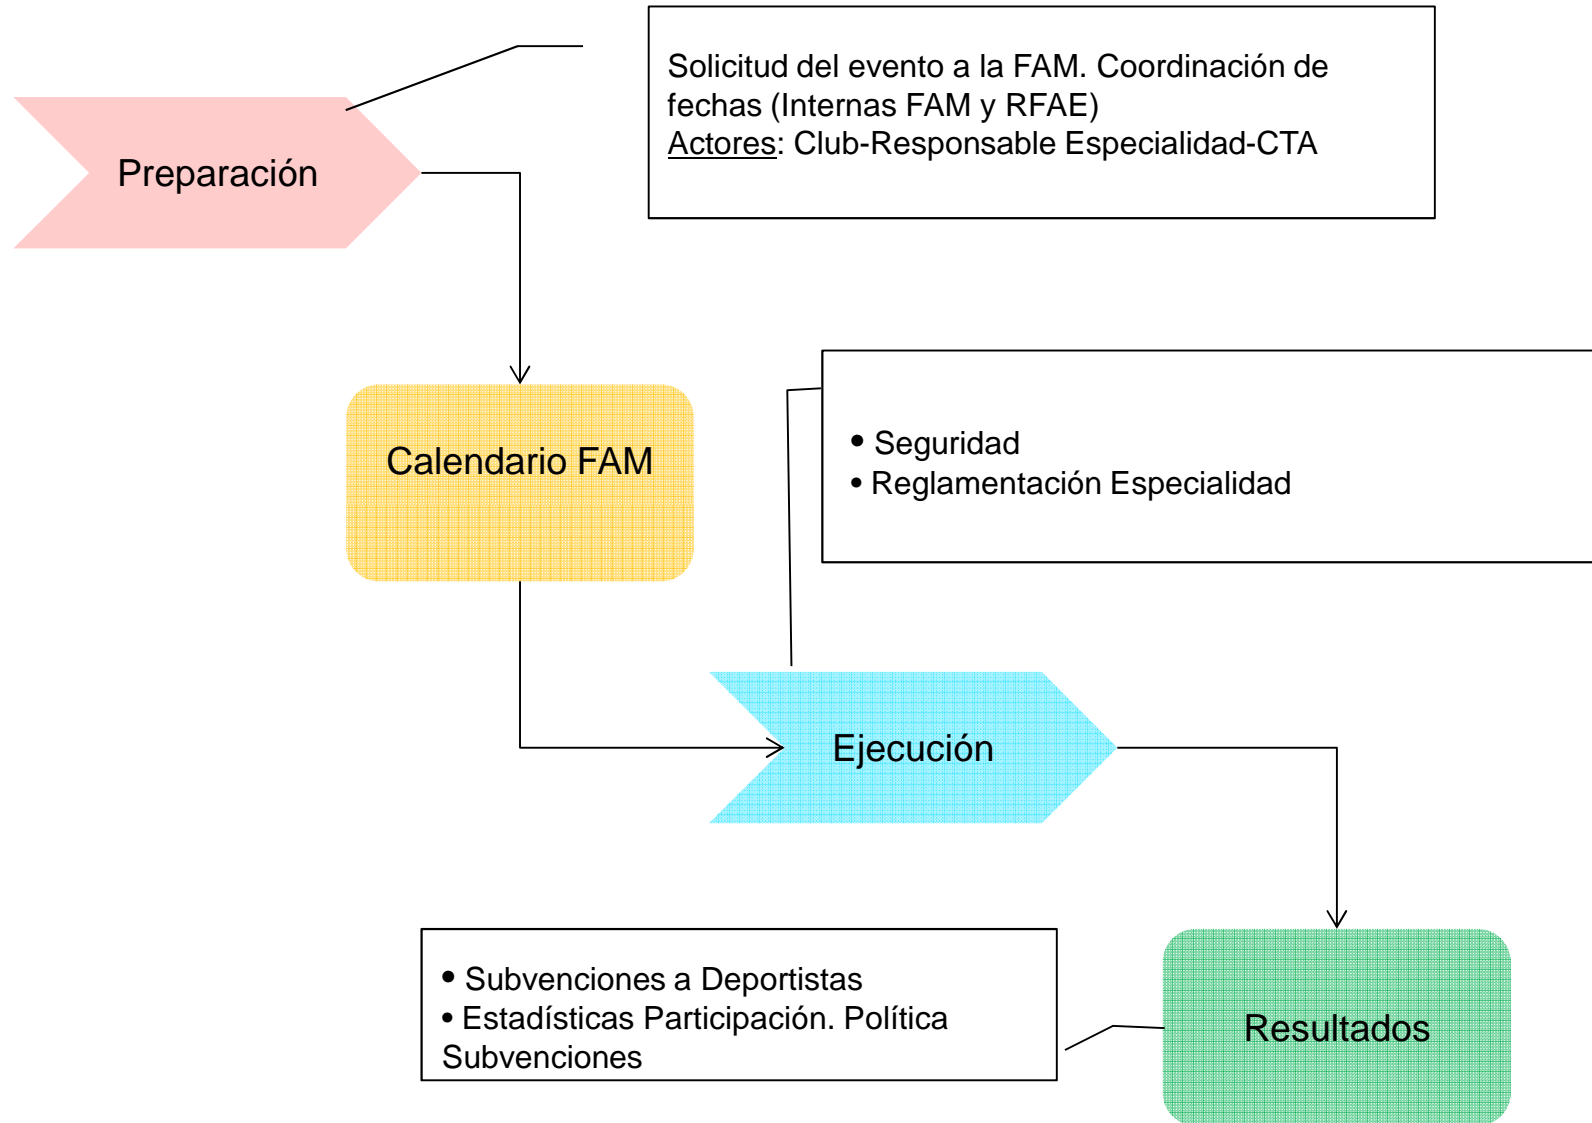 Solicitud del evento a la FAM. Coordinación de
fechas (Internas FAM y RFAE)
Actores: Club-Responsable Especialidad-CTA
Preparación
Calendario FAM
• Seguridad
• Reglamentación Especialidad
Ejecución
• Subvenciones a Deportistas
• Estadísticas Participación. Política
Subvenciones
Resultados